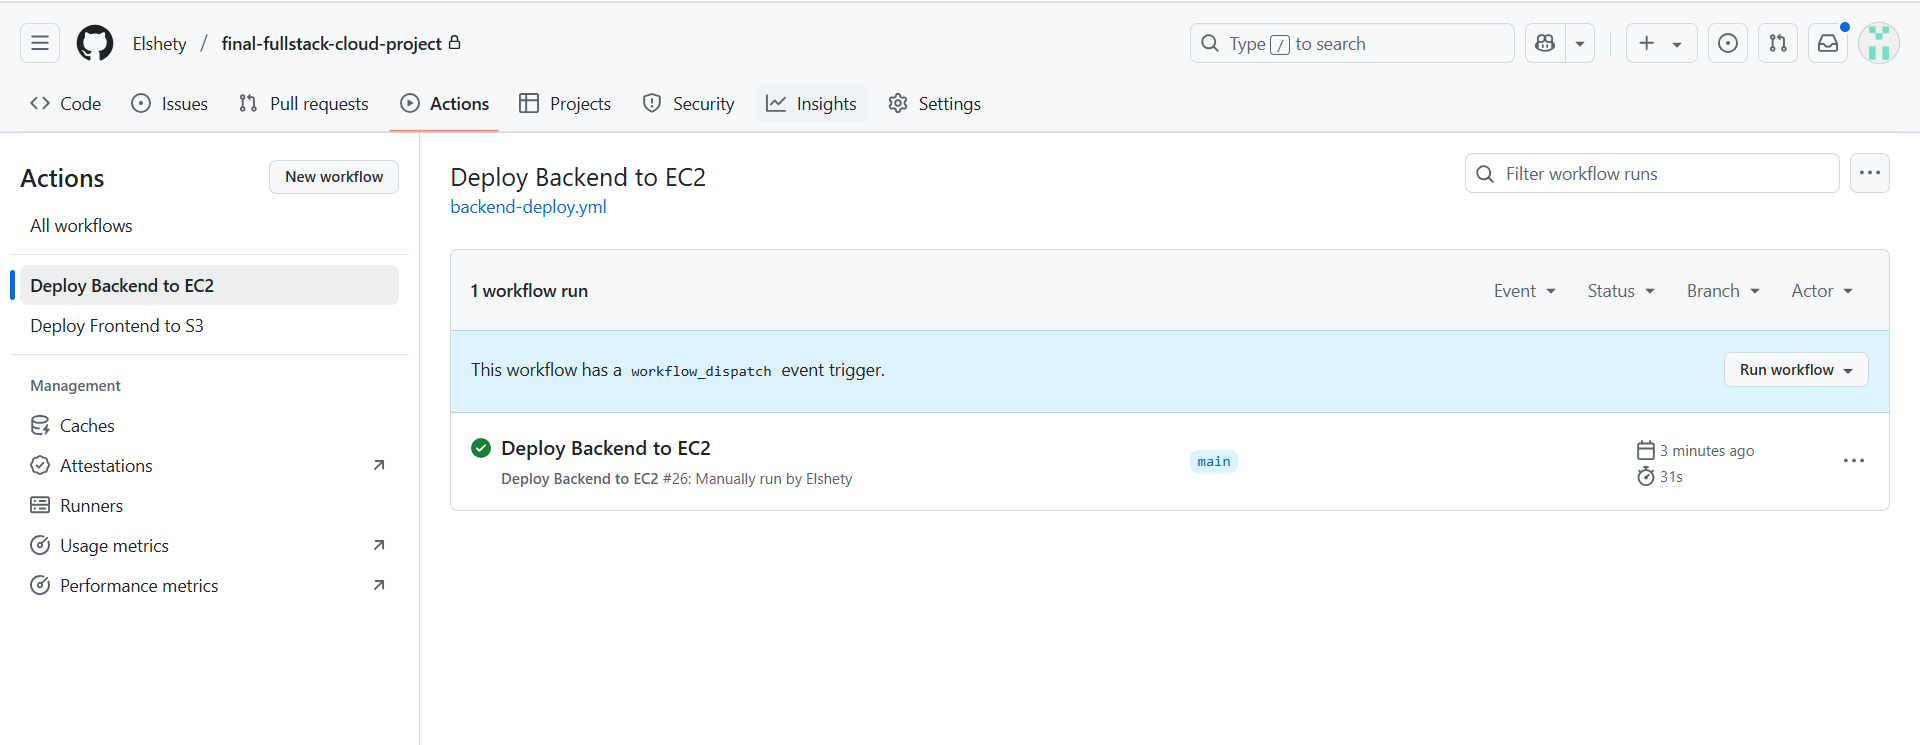 Elshety / final-fullstack-cloud-project
Type / to search
Code
Issues
Pull requests
Actions
Projects
Security
Insights
Settings
Actions
New workflow
All workflows
Deploy Backend to EC2
Deploy Frontend to S3
Management
Caches
Attestations
Runners
Usage metrics
Performance metrics
Deploy Backend to EC2
backend-deploy.yml
Filter workflow runs
1 workflow run
Event
Status
Branch
Actor
This workflow has a workflow_dispatch event trigger.
Run workflow
Deploy Backend to EC2
Deploy Backend to EC2 #26: Manually run by Elshety
main
3 minutes ago
31s